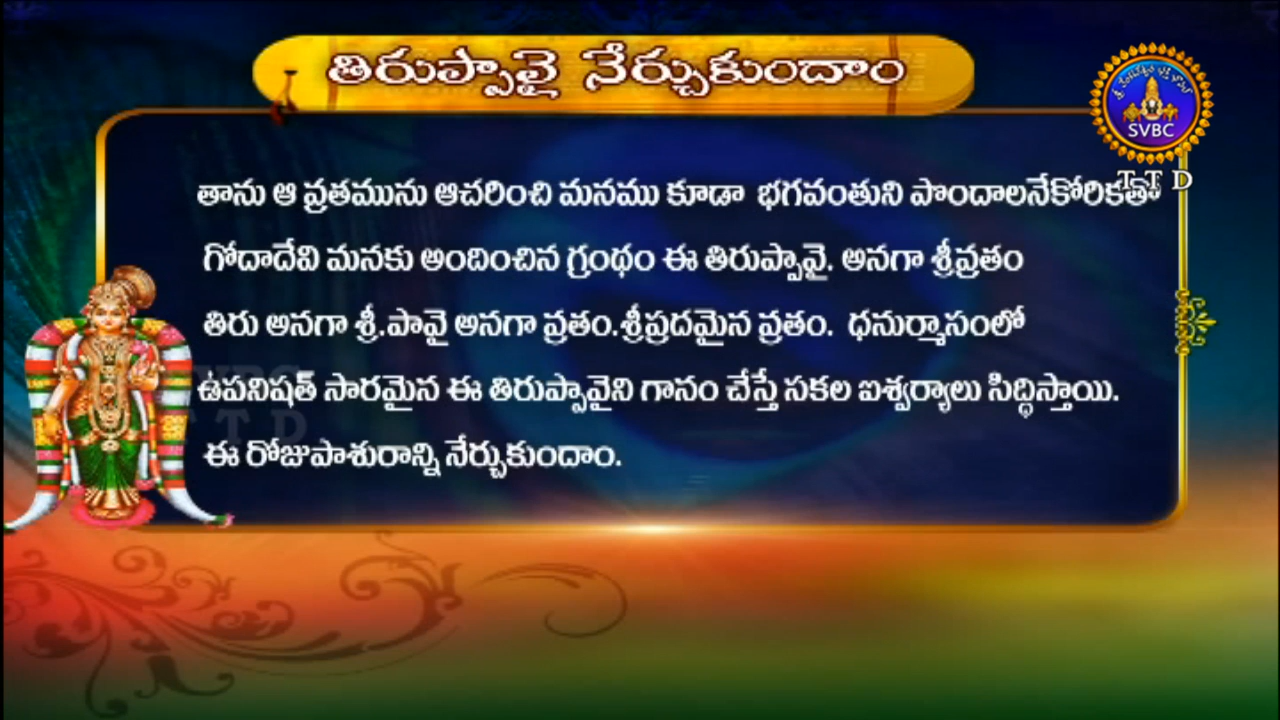 తిరుప్పావై నేర్చుకుందాం
SVBC
T T D
తాను ఆ వ్రతమును ఆచరించి మనము కూడా భగవంతుని పొందాలనేకోరికతో
గోదాదేవి మనకు అందించిన గ్రంథం ఈ తిరుప్పావై. అనగా శ్రీవ్రతం
తిరు అనగా శ్రీ.పావై అనగా వ్రతం.శ్రీప్రదమైన వ్రతం. ధనుర్మాసంలో
ఉపనిషత్ సారమైన ఈ తిరుప్పావైని గానం చేస్తే సకల ఐశ్వర్యాలు సిద్ధిస్తాయి.
ఈ రోజుపాశురాన్ని నేర్చుకుందాం.